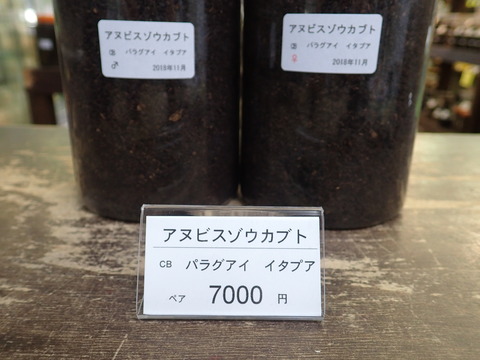 アヌビスゾウカブト
CB パラグアイ イタプア
♂ 2018年11月
アヌビスゾウカブト
CB パラグアイ イタプア
♀ 2018年11月
アヌビスゾウカブト
CB パラグアイ イタプア
ペア 7000 円